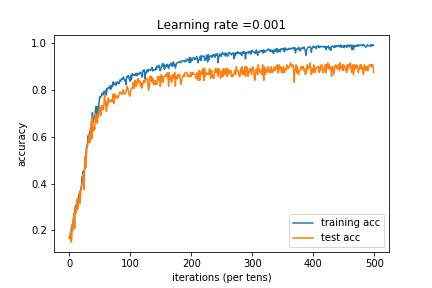 Learning rate =0.001
1.0
0.8
0.6
0.4
0.2
accuracy
training acc
test acc
0 100 200 300 400 500
iterations (per tens)